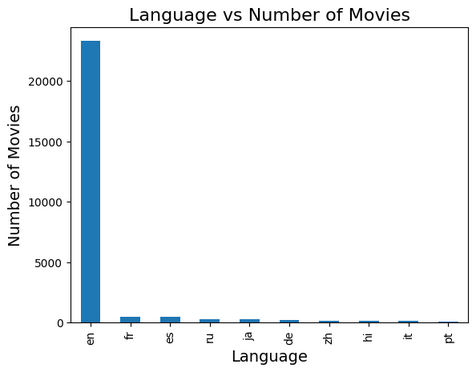 Language vs Number of Movies
Number of Movies
20000
15000
10000
5000
0
en fr es ru ja de zh hi it pt
Language